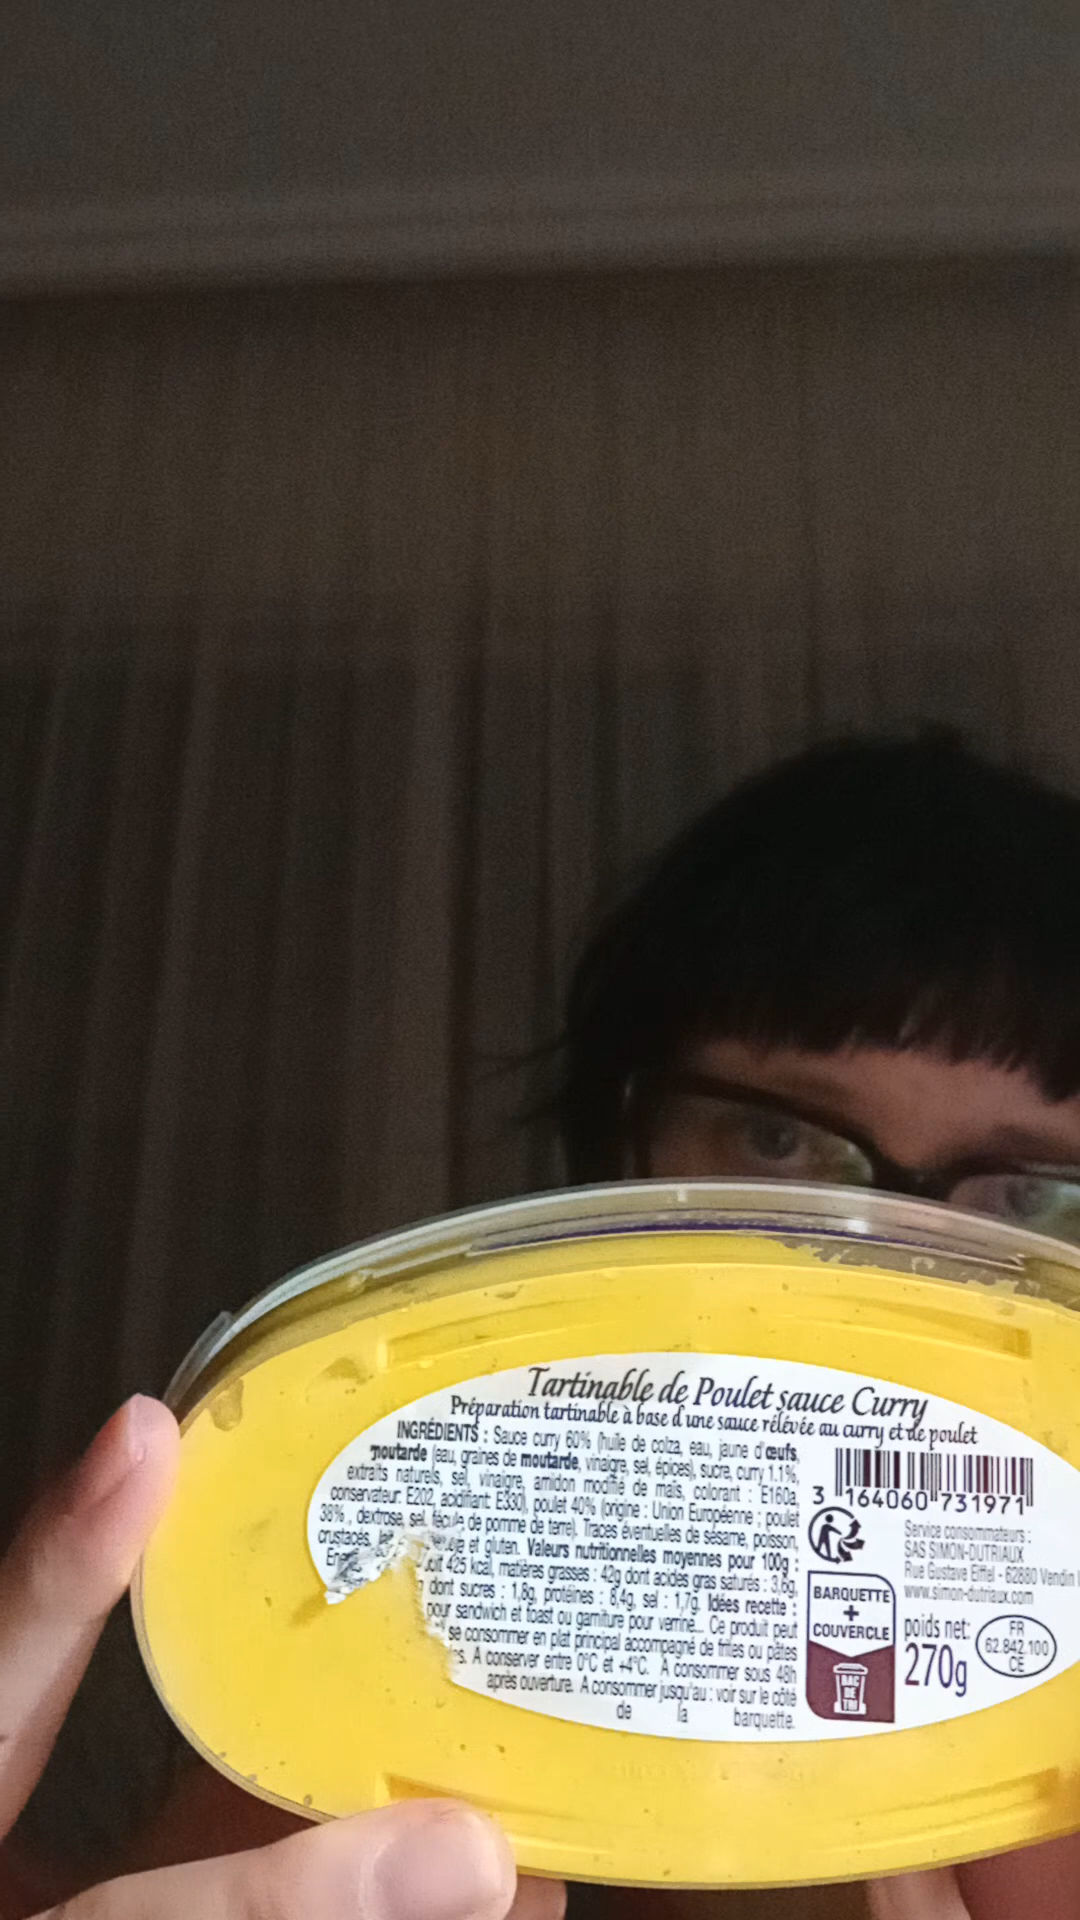 Tartinable de Poulet sauce Curry
Préparation tartinable à base d'une sauce rélévée au curry et de poulet
INGRÉDIENTS : Sauce curry 60% (huile de colza, eau, jaune d'œufs,
moutarde (eau, graines de moutarde, vinaigre, sel, épices), sucre, curry 1.1%,
extraits naturels, sel, vinaigre, amidon modifié de maïs, colorant : E160a,
conservateur: E202, acidifiant: E330), poulet 40% (origine : Union Européenne ; poulet
38% , dextrose, sel, fécule de pomme de terre). Traces éventuelles de sésame, poisson,
crustacés, et gluten. Valeurs nutritionnelles moyennes pour 100g :
425 kcal, matières grasses : 42g dont acides gras saturés : 3,6g,
dont sucres : 1,8g, protéines : 8,4g, sel : 1,7g. Idées recette :
pour sandwich et toast ou garniture pour verrine... Ce produit peut
se consommer en plat principal accompagné de frites ou pâtes
A conserver entre 0°C et +4°C. A consommer sous 48h
après ouverture. A consommer jusqu'au : voir sur le côté
de la barquette.
3 164060 731971
Service consommateurs :
SAS SIMON-DUTRIAUX
Rue Gustave Eiffel - 62880 Vendin
www.simon-dutriaux.com
BARQUETTE
+
COUVERCLE
BAC
DE
TRI
poids net:
270g
FR
62.842.100
CE